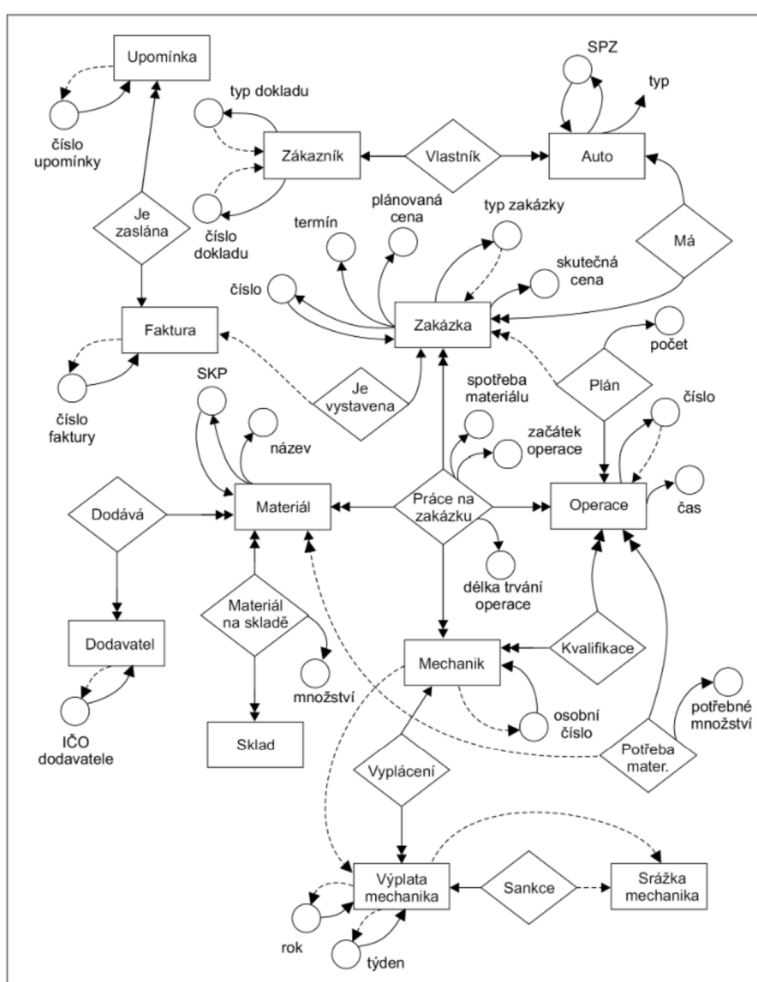 Upomínka
SPZ
typ dokladu
typ
číslo
upomínky
Zákazník
Vlastník
Auto
Je
zaslána
číslo
dokladu
plánovaná
cena
typ zakázky
termín
Má
skutečná
cena
číslo
Faktura
Zakázka
počet
číslo
faktury
SKP
Je
vystavena
spotřeba
materiálu
Plán
číslo
název
začátek
operace
Dodává
Materiál
Práce na
zakázku
Operace
čas
Materiál
na skladě
délka trvání
operace
Dodavatel
Mechanik
Kvalifikace
množství
osobní
číslo
potřebné
množství
IČO
dodavatele
Sklad
Vyplácení
Potřeba
mater.
Výplata
mechanika
Sankce
Srážka
mechanika
rok
týden